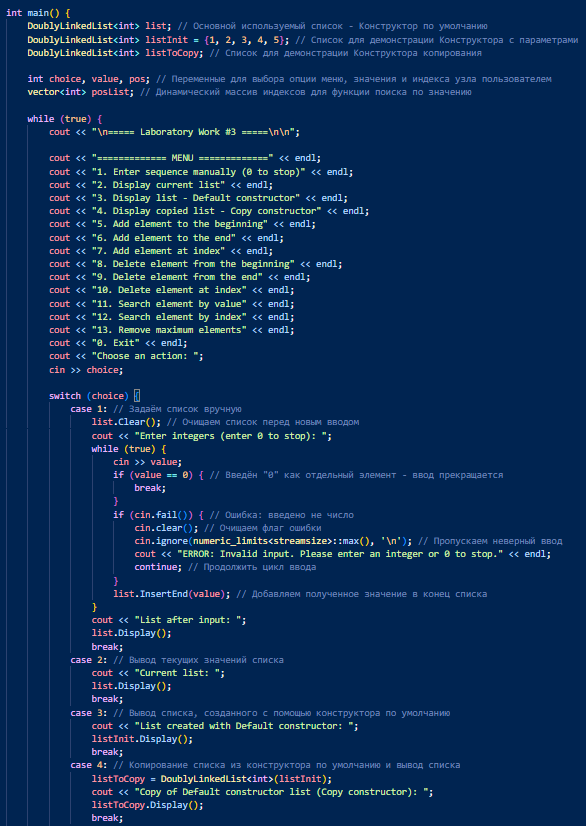 int main() {
DoublyLinkedList<int> list; // Основной используемый список - Конструктор по умолчанию
DoublyLinkedList<int> listInit = {1, 2, 3, 4, 5}; // Список для демонстрации Конструктора с параметрами
DoublyLinkedList<int> listToCopy; // Список для демонстрации Конструктора копирования
int choice, value, pos; // Переменные для выбора опции меню, значения и индекса узла пользователем
vector<int> posList; // Динамический массив индексов для функции поиска по значению
while (true) {
cout << "\n===== Laboratory Work #3 =====\n\n";
cout << "============= MENU =============" << endl;
cout << "1. Enter sequence manually (0 to stop)" << endl;
cout << "2. Display current list" << endl;
cout << "3. Display list - Default constructor" << endl;
cout << "4. Display copied list - Copy constructor" << endl;
cout << "5. Add element to the beginning" << endl;
cout << "6. Add element to the end" << endl;
cout << "7. Add element at index" << endl;
cout << "8. Delete element from the beginning" << endl;
cout << "9. Delete element from the end" << endl;
cout << "10. Delete element at index" << endl;
cout << "11. Search element by value" << endl;
cout << "12. Search element by index" << endl;
cout << "13. Remove maximum elements" << endl;
cout << "0. Exit" << endl;
cout << "Choose an action: ";
cin >> choice;
switch (choice) {
case 1: // Задаём список вручную
list.Clear(); // Очищаем список перед новым вводом
cout << "Enter integers (enter 0 to stop): ";
while (true) {
cin >> value;
if (value == 0) { // Введён "0" как отдельный элемент - ввод прекращается
break;
}
if (cin.fail()) { // Ошибка: введено не число
cin.clear(); // Очищаем флаг ошибки
cin.ignore(numeric_limits<streamsize>::max(), '\n'); // Пропускаем неверный ввод
cout << "ERROR: Invalid input. Please enter an integer or 0 to stop." << endl;
continue; // Продолжить цикл ввода
}
list.InsertEnd(value); // Добавляем полученное значение в конец списка
}
cout << "List after input: ";
list.Display();
break;
case 2: // Вывод текущих значений списка
cout << "Current list: ";
list.Display();
break;
case 3: // Вывод списка, созданного с помощью конструктора по умолчанию
cout << "List created with Default constructor: ";
listInit.Display();
break;
case 4: // Копирование списка из конструктора по умолчанию и вывод списка
listToCopy = DoublyLinkedList<int>(listInit);
cout << "Copy of Default constructor list (Copy constructor): ";
listToCopy.Display();
break;